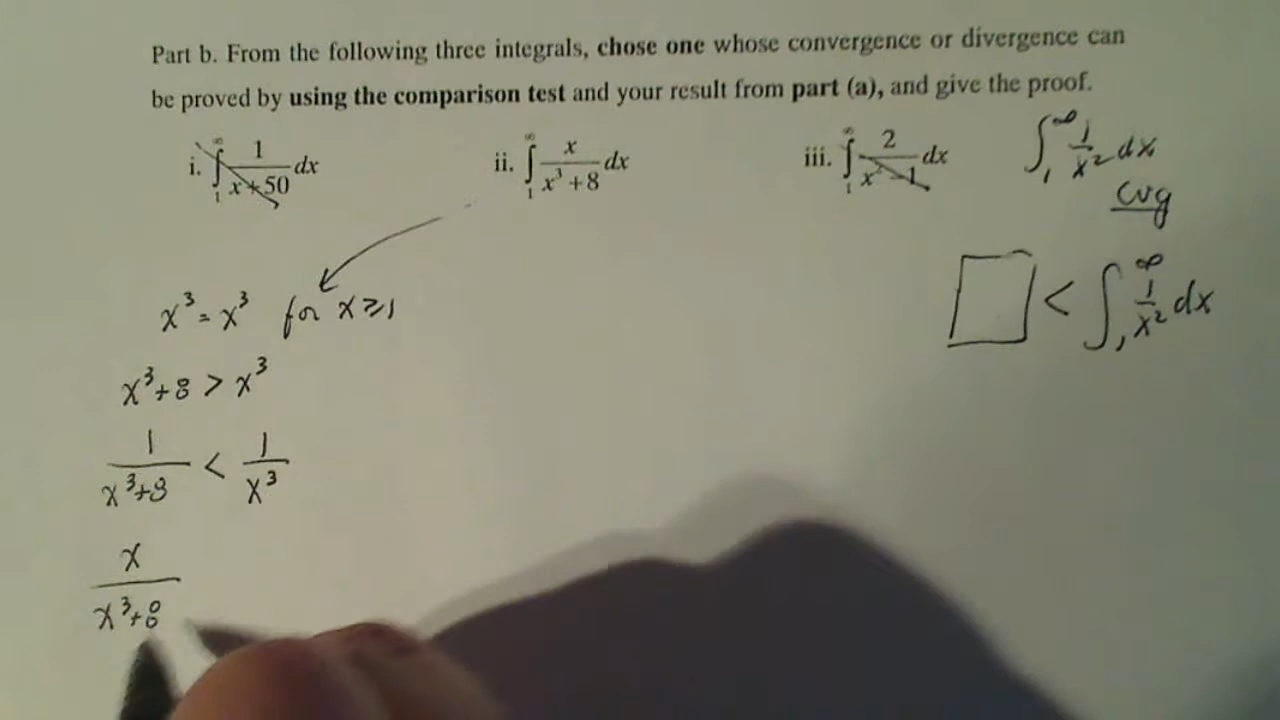 Part b. From the following three integrals, chose one whose convergence or divergence can
be proved by using the comparison test and your result from part (a), and give the proof.
i. ∫₁^∞ 1/(x+50) dx ii. ∫₁^∞ x/(x³+8) dx iii. ∫₁^∞ 2/(x²-1) dx ∫₁^∞ 1/x² dx
cvg
□ < ∫₁^∞ 1/x² dx
x³ = x³ for x ≥ 1
x³+8 > x³
1/(x³+8) < 1/x³
x/(x³+8)